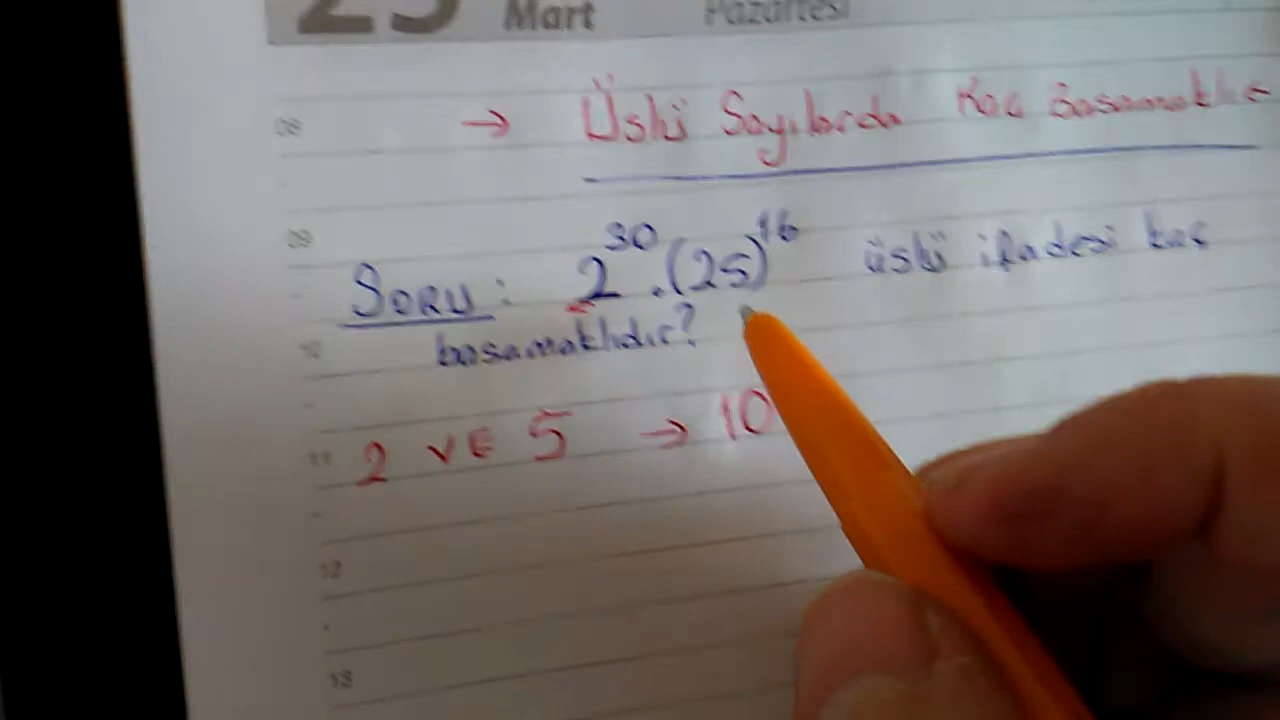 Mart Pazartesi
08 → Üslü Sayılarda Kaç Basamaklıe
09
SORU: 2^30 . (25)^16 üslü ifadesi kaç
10 basamaklıdır?
11 2 VE 5 → 10
12
13